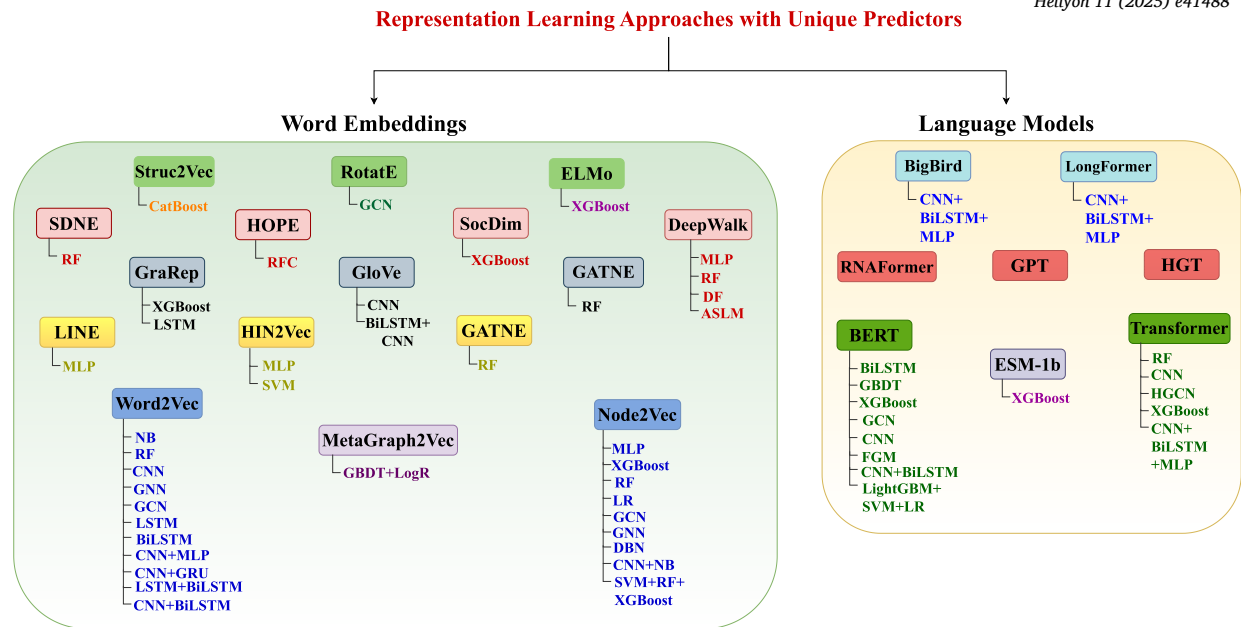 Heliyon 11 (2025) e41488
Representation Learning Approaches with Unique Predictors
Word Embeddings
Struc2Vec
CatBoost
RotatE
GCN
ELMo
XGBoost
SDNE
RF
HOPE
RFC
SocDim
XGBoost
DeepWalk
MLP
RF
DF
ASLM
GraRep
XGBoost
LSTM
GloVe
CNN
BiLSTM+
CNN
GATNE
RF
LINE
MLP
HIN2Vec
MLP
SVM
GATNE
RF
Word2Vec
NB
RF
CNN
GNN
GCN
LSTM
BiLSTM
CNN+MLP
CNN+GRU
LSTM+BiLSTM
CNN+BiLSTM
MetaGraph2Vec
GBDT+LogR
Node2Vec
MLP
XGBoost
RF
LR
GCN
GNN
DBN
CNN+NB
SVM+RF+
XGBoost
Language Models
BigBird
CNN+
BiLSTM+
MLP
LongFormer
CNN+
BiLSTM+
MLP
RNAFormer
GPT
HGT
BERT
BiLSTM
GBDT
XGBoost
GCN
CNN
FGM
CNN+BiLSTM
LightGBM+
SVM+LR
ESM-1b
XGBoost
Transformer
RF
CNN
HGCN
XGBoost
CNN+
BiLSTM
+MLP